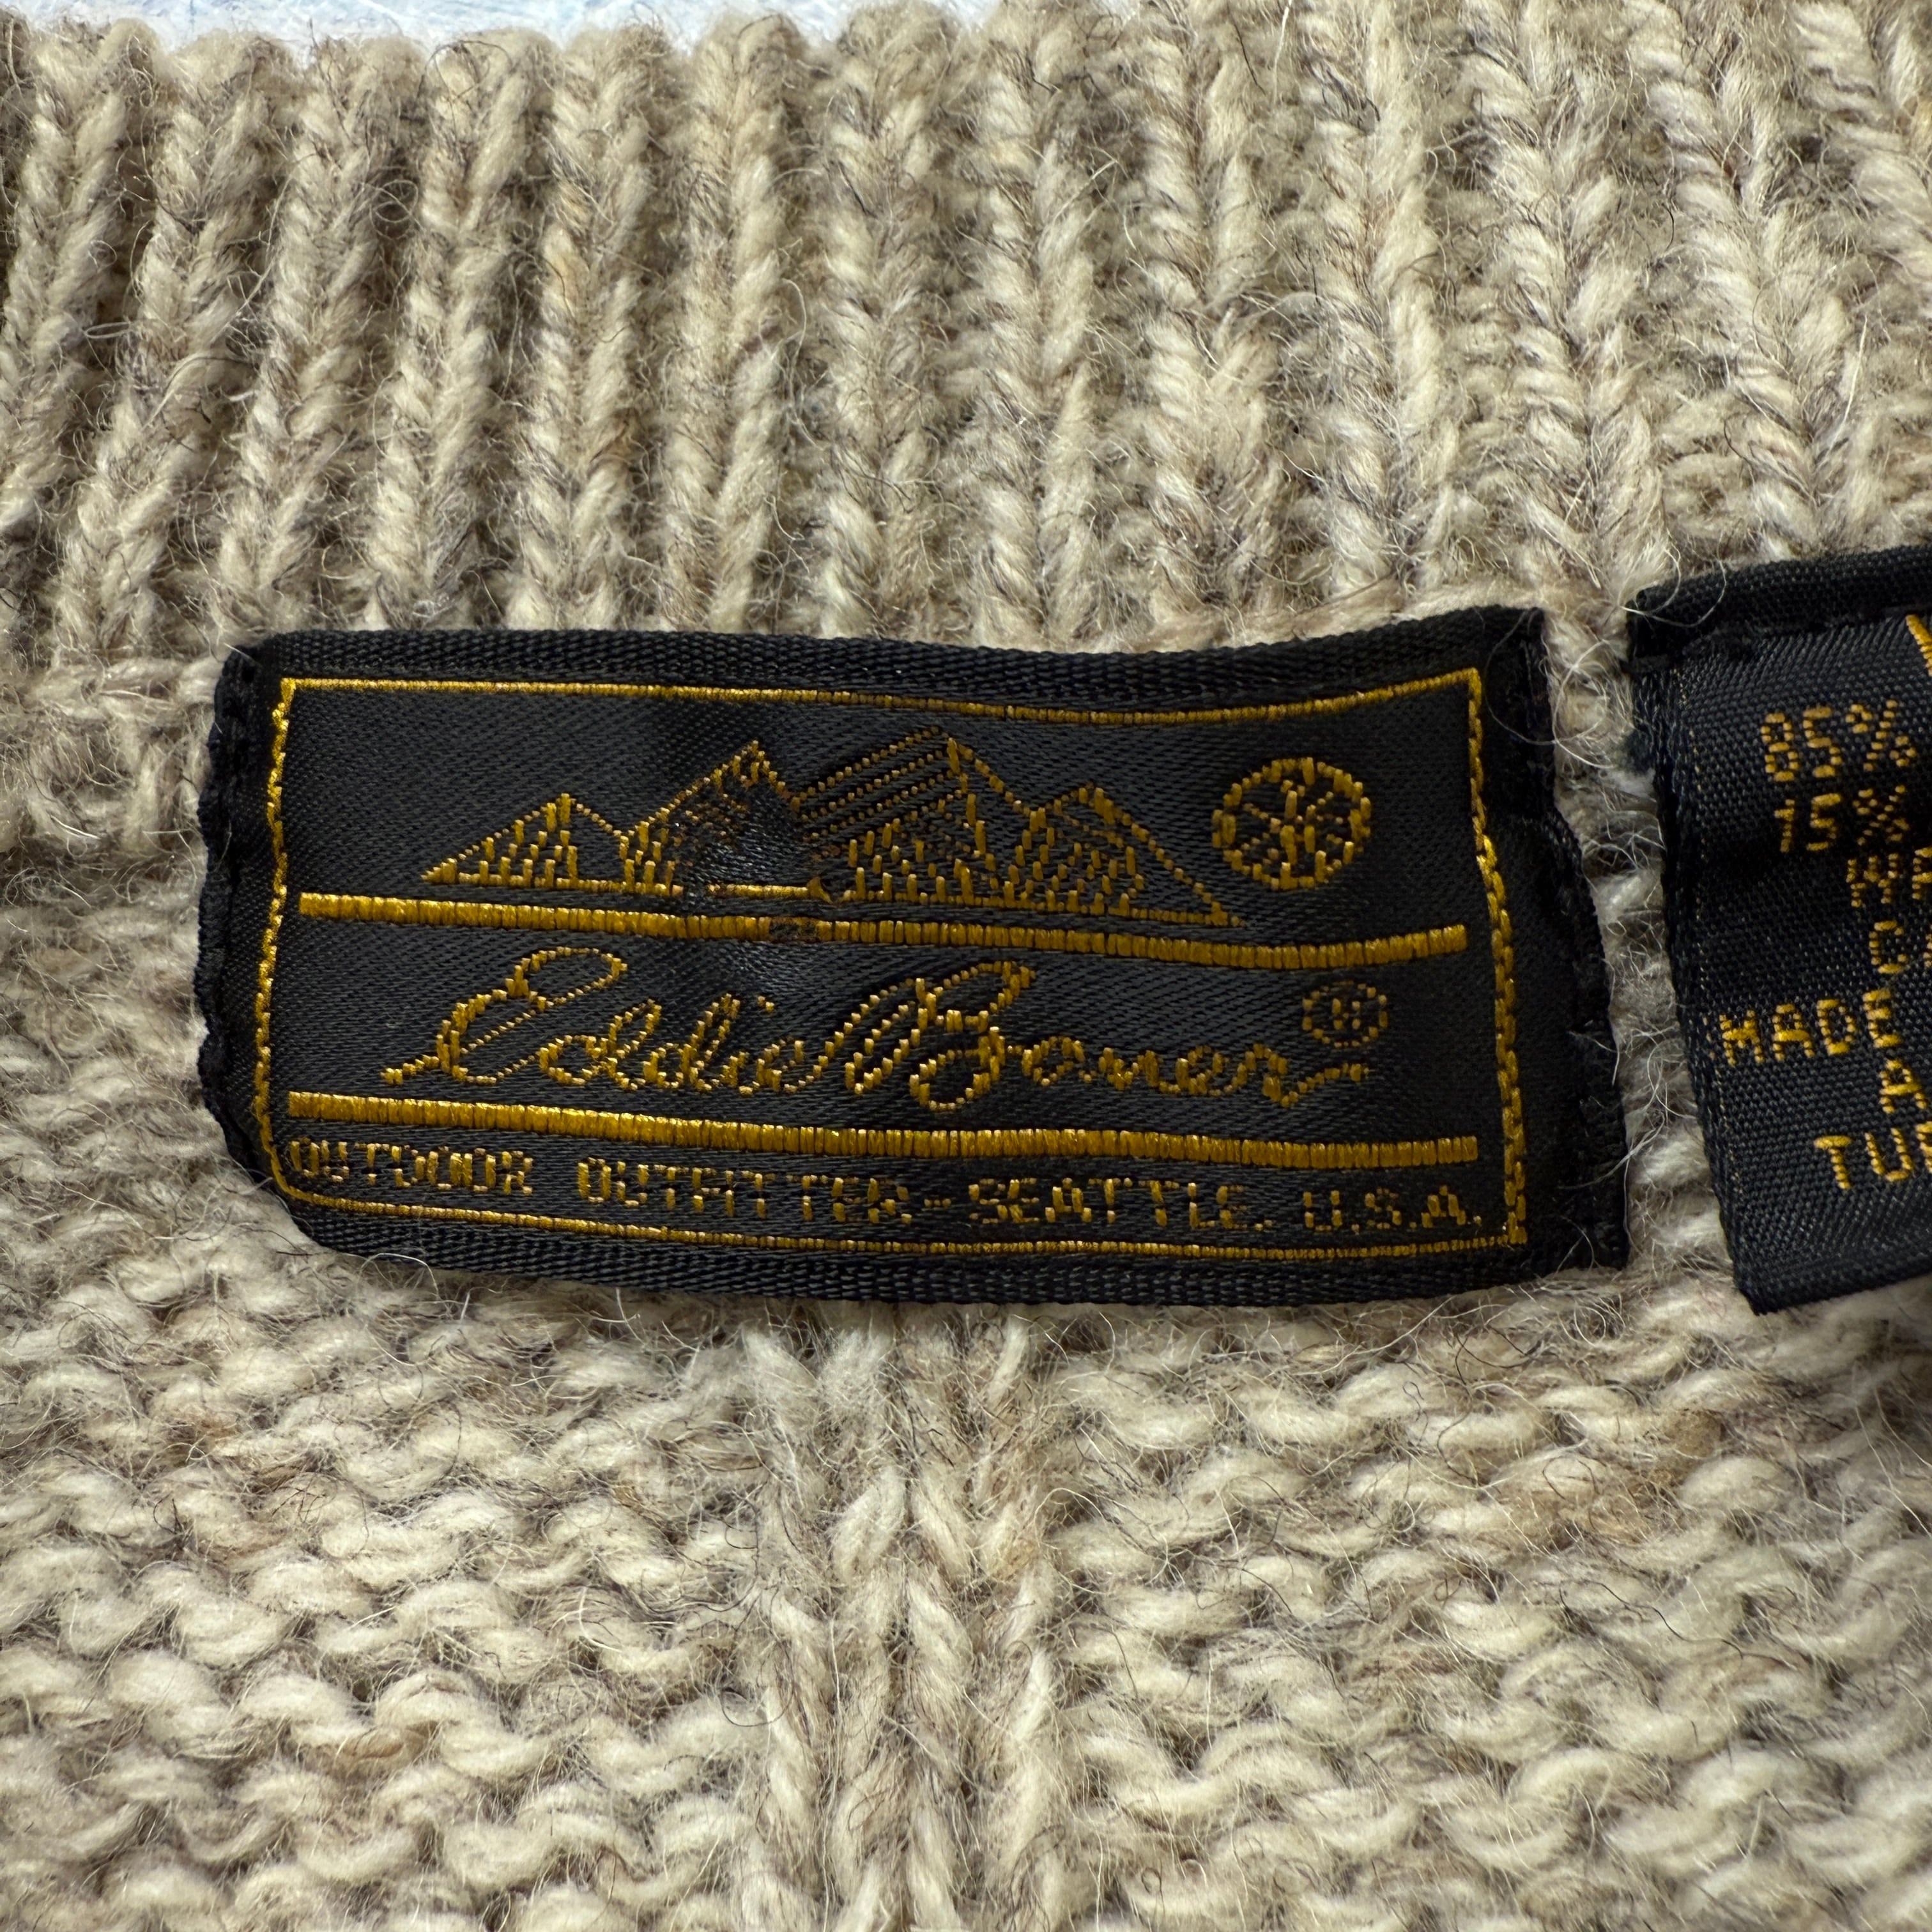 Eddie Bauer ®
OUTDOOR OUTFITTER - SEATTLE, U.S.A.
85%
15%
MADE